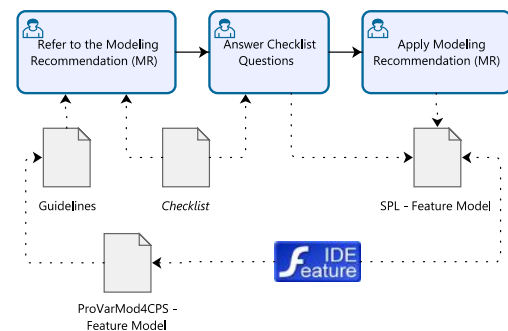 Refer to the Modeling
Recommendation (MR)
Answer Checklist
Questions
Apply Modeling
Recommendation (MR)
Guidelines
Checklist
SPL - Feature Model
IDE
Feature
ProVarMod4CPS -
Feature Model